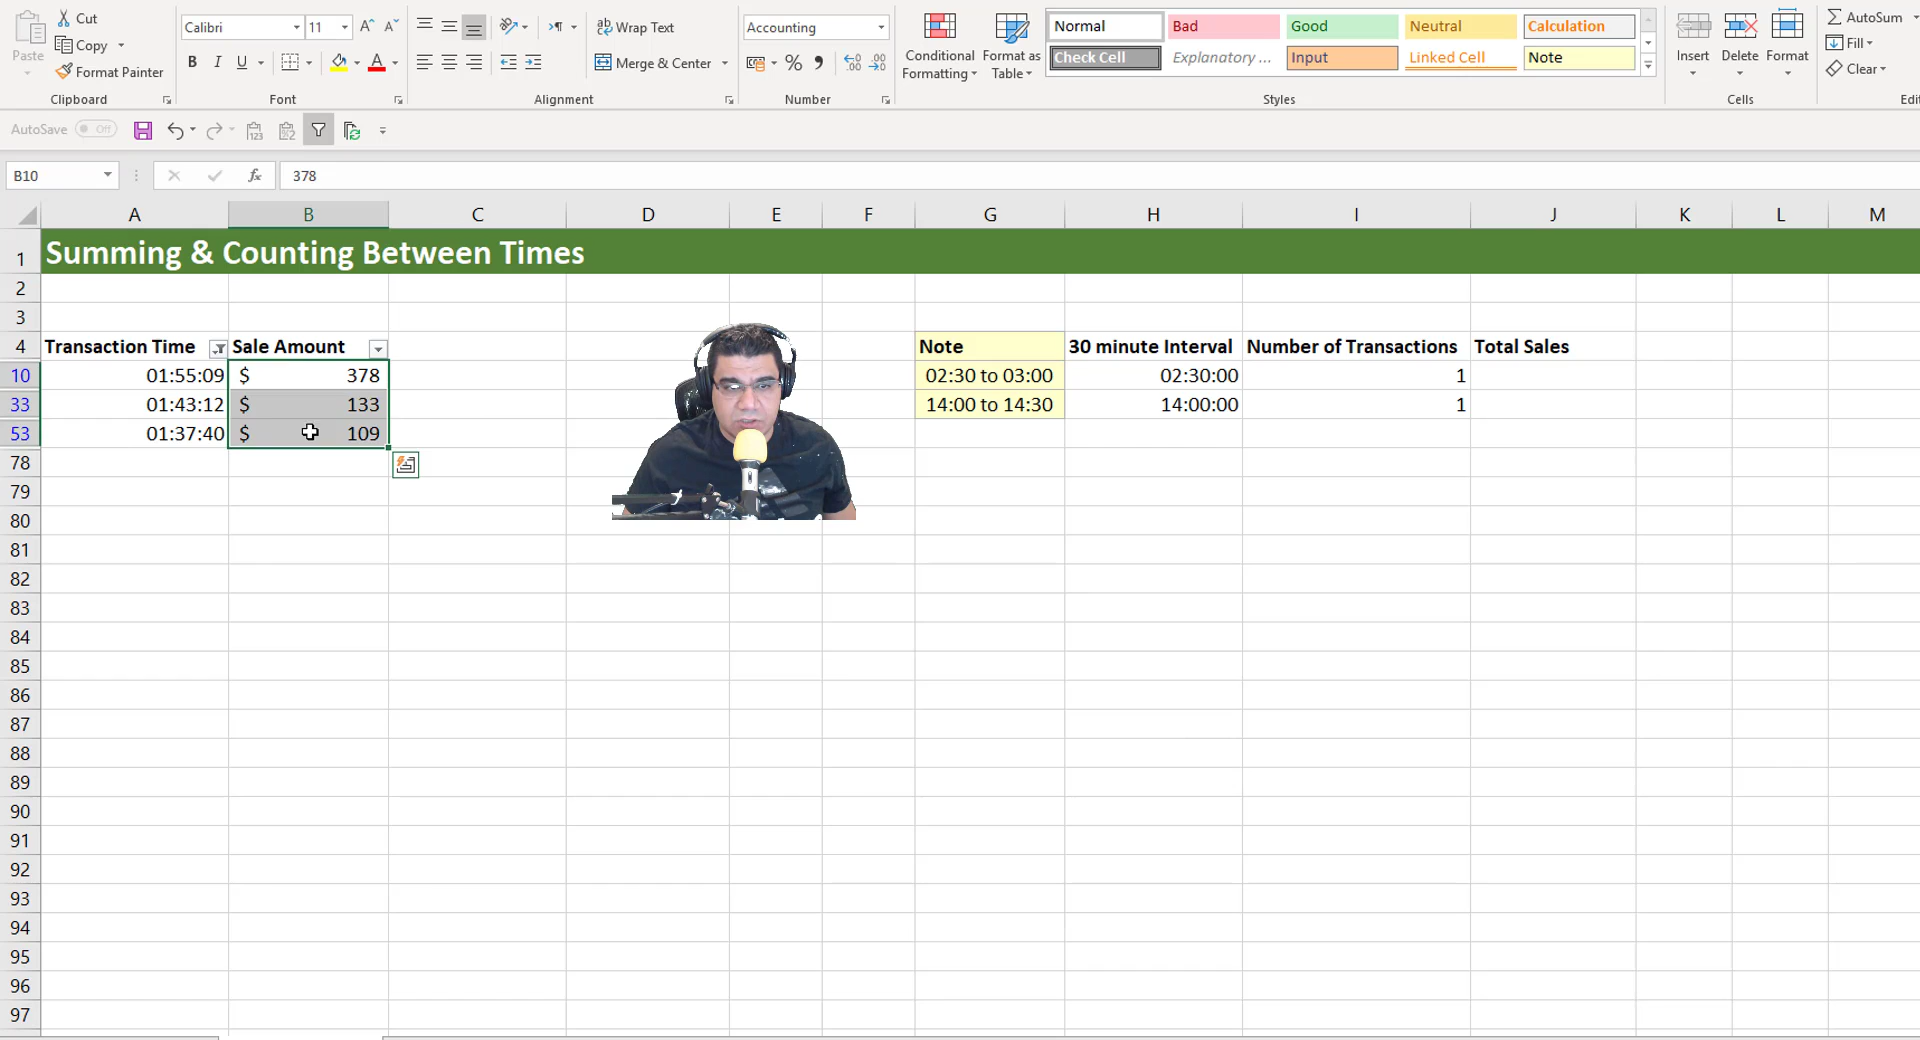 Cut
Copy
Format Painter
Paste
Clipboard
Calibri
11
B I U
Font
Wrap Text
Merge & Center
Alignment
Accounting
Number
Conditional
Formatting
Format as
Table
Normal
Bad
Good
Neutral
Calculation
Check Cell
Explanatory ...
Input
Linked Cell
Note
Styles
Insert
Delete
Format
Cells
AutoSum
Fill
Clear
Edit
AutoSave
Off
B10
fx
378
A B C D E F G H I J K L M
1 Summing & Counting Between Times
2
3
4 Transaction Time Sale Amount Note 30 minute Interval Number of Transactions Total Sales
10 01:55:09 $ 378 02:30 to 03:00 02:30:00 1
33 01:43:12 $ 133 14:00 to 14:30 14:00:00 1
53 01:37:40 $ 109
78
79
80
81
82
83
84
85
86
87
88
89
90
91
92
93
94
95
96
97